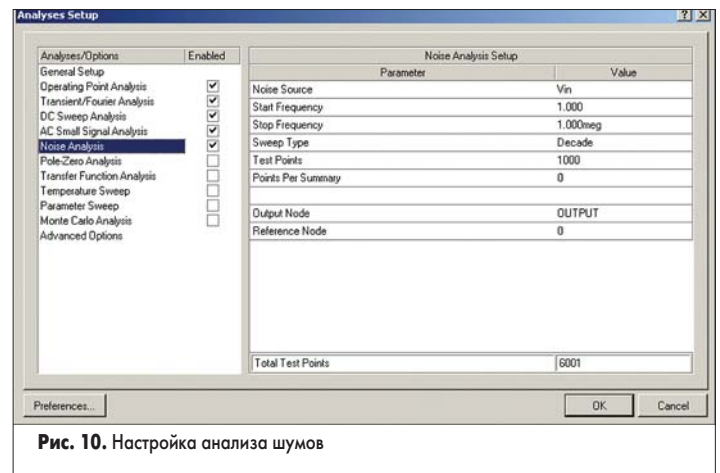 Analyses Setup
Analyses/Options Enabled
General Setup
Operating Point Analysis
Transient/Fourier Analysis
DC Sweep Analysis
AC Small Signal Analysis
Noise Analysis
Pole-Zero Analysis
Transfer Function Analysis
Temperature Sweep
Parameter Sweep
Monte Carlo Analysis
Advanced Options
Noise Analysis Setup
Parameter Value
Noise Source Vin
Start Frequency 1.000
Stop Frequency 1.000meg
Sweep Type Decade
Test Points 1000
Points Per Summary 0
Output Node OUTPUT
Reference Node 0
Total Test Points 6001
Preferences... OK Cancel
Рис. 10. Настройка анализа шумов